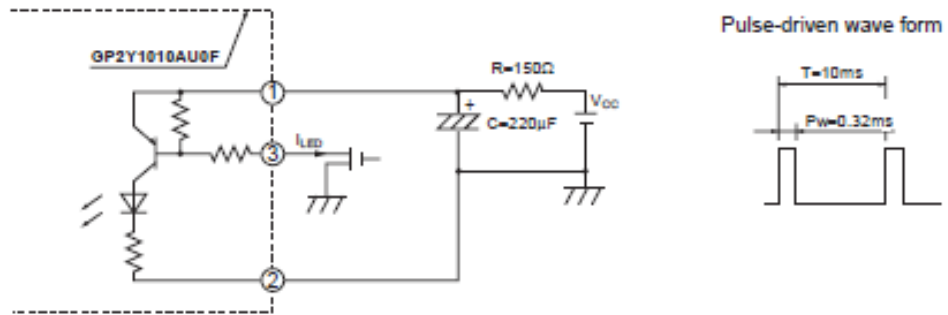 Pulse-driven wave form
GP2Y1010AU0F
R=150Ω
T=10ms
1
+
VCC
C=220μF
Pw=0.32ms
ILED
3
2